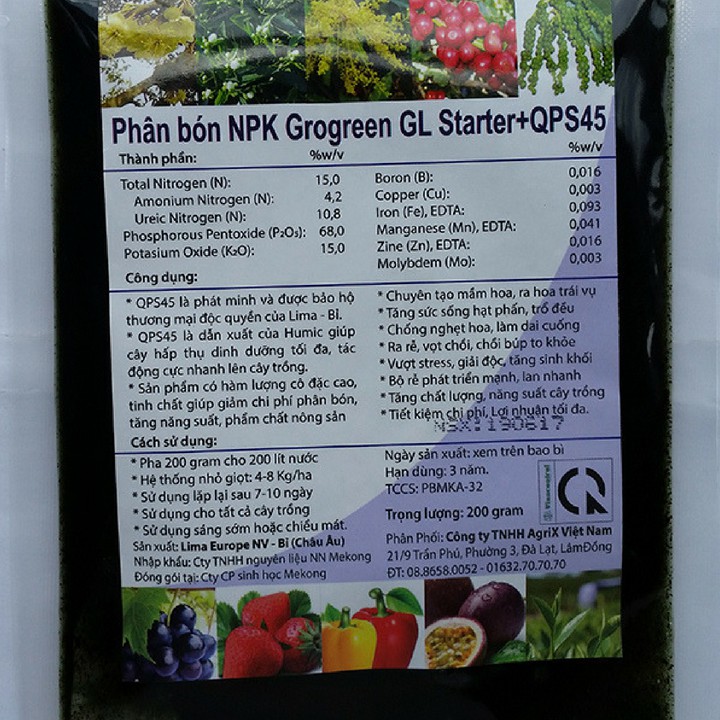 Phân bón NPK Grogreen GL Starter+QPS45
Thành phần: %w/v
Total Nitrogen (N): 15,0
Amonium Nitrogen (N): 4,2
Ureic Nitrogen (N): 10,8
Phosphorous Pentoxide (P₂O₅): 68,0
Potasium Oxide (K₂O): 15,0
%w/v
Boron (B): 0,016
Copper (Cu): 0,003
Iron (Fe), EDTA: 0,093
Manganese (Mn), EDTA: 0,041
Zine (Zn), EDTA: 0,016
Molybdem (Mo): 0,003
Công dụng:
* QPS45 là phát minh và được bảo hộ
thương mại độc quyền của Lima - Bỉ.
* QPS45 là dẫn xuất của Humic giúp
cây hấp thụ dinh dưỡng tối đa, tác
động cực nhanh lên cây trồng.
* Sản phẩm có hàm lượng cô đặc cao,
tinh chất giúp giảm chi phí phân bón,
tăng năng suất, phẩm chất nông sản
* Chuyên tạo mầm hoa, ra hoa trái vụ
* Tăng sức sống hạt phấn, trổ đều
* Chống nghẹt hoa, làm dai cuống
* Ra rễ, vọt chồi, chồi búp to khỏe
* Vượt stress, giải độc, tăng sinh khối
* Bộ rễ phát triển mạnh, lan nhanh
* Tăng chất lượng, năng suất cây trồng
* Tiết kiệm chi phí, Lợi nhuận tối đa.
NSX: 190617
Cách sử dụng:
* Pha 200 gram cho 200 lít nước
* Hệ thống nhỏ giọt: 4-8 Kg/ha
* Sử dụng lặp lại sau 7-10 ngày
* Sử dụng cho tất cả cây trồng
* Sử dụng sáng sớm hoặc chiều mát.
Sản xuất: Lima Europe NV - Bỉ (Châu Âu)
Nhập khẩu: Cty TNHH nguyên liệu NN Mekong
Đóng gói tại: Cty CP sinh học Mekong
Ngày sản xuất: xem trên bao bì
Hạn dùng: 3 năm.
TCCS: PBMKA-32
Trọng lượng: 200 gram
Phân Phối: Công ty TNHH AgriX Việt Nam
21/9 Trần Phú, Phường 3, Đà Lạt, LâmĐồng
ĐT: 08.8658.0052 - 01632.70.70.70